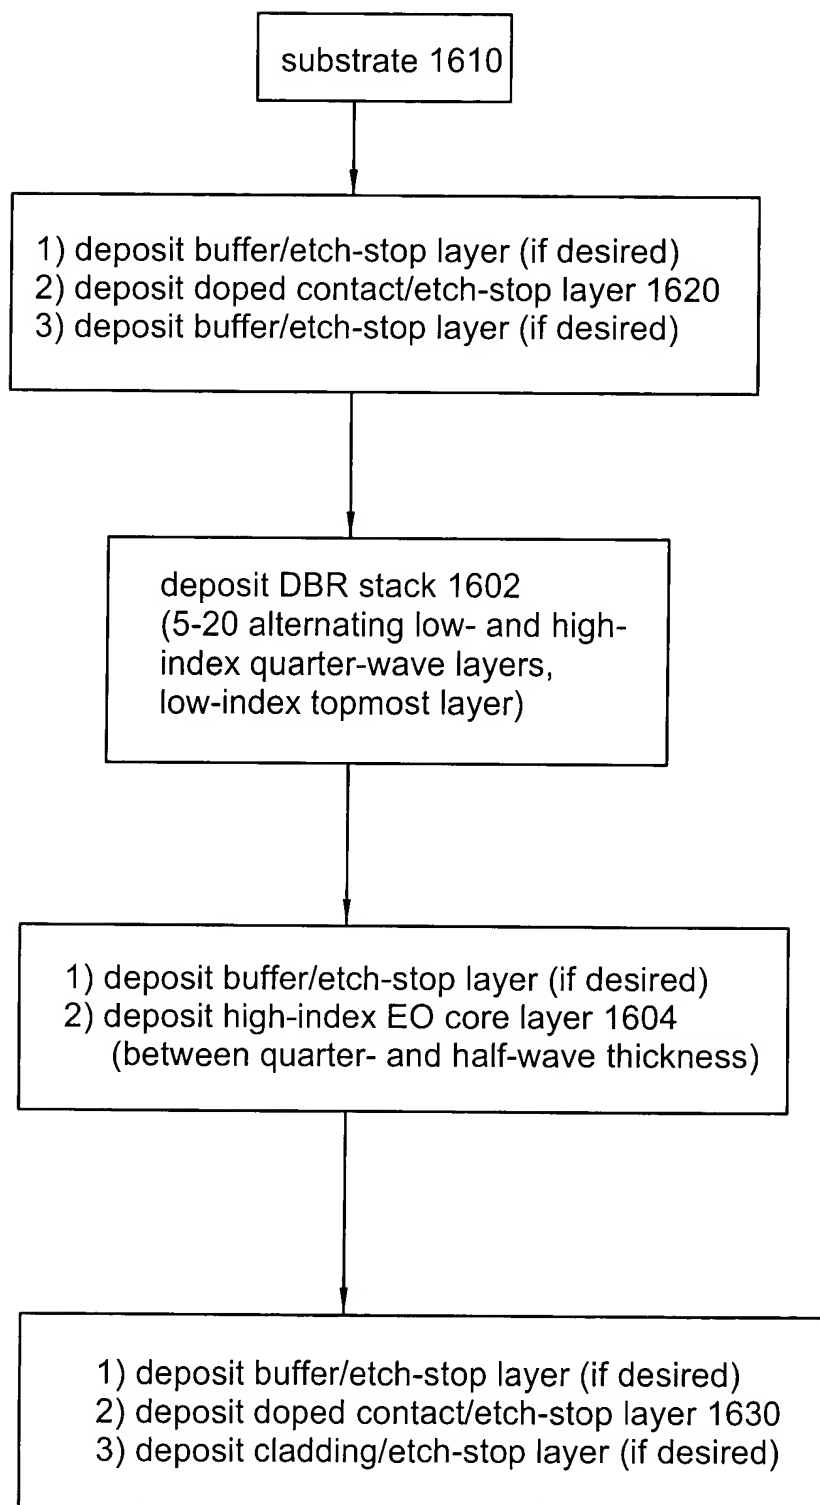 substrate 1610
1) deposit buffer/etch-stop layer (if desired)
2) deposit doped contact/etch-stop layer 1620
3) deposit buffer/etch-stop layer (if desired)
deposit DBR stack 1602
(5-20 alternating low- and high-
index quarter-wave layers,
low-index topmost layer)
1) deposit buffer/etch-stop layer (if desired)
2) deposit high-index EO core layer 1604
(between quarter- and half-wave thickness)
1) deposit buffer/etch-stop layer (if desired)
2) deposit doped contact/etch-stop layer 1630
3) deposit cladding/etch-stop layer (if desired)